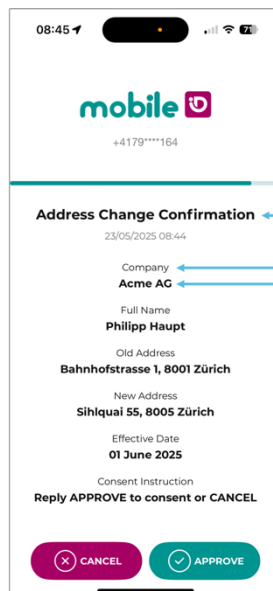 08:45
71
mobile ID
+4179****164
Address Change Confirmation
23/05/2025 08:44
Company
Acme AG
Full Name
Philipp Haupt
Old Address
Bahnhofstrasse 1, 8001 Zürich
New Address
Sihlquai 55, 8005 Zürich
Effective Date
01 June 2025
Consent Instruction
Reply APPROVE to consent or CANCEL
CANCEL APPROVE